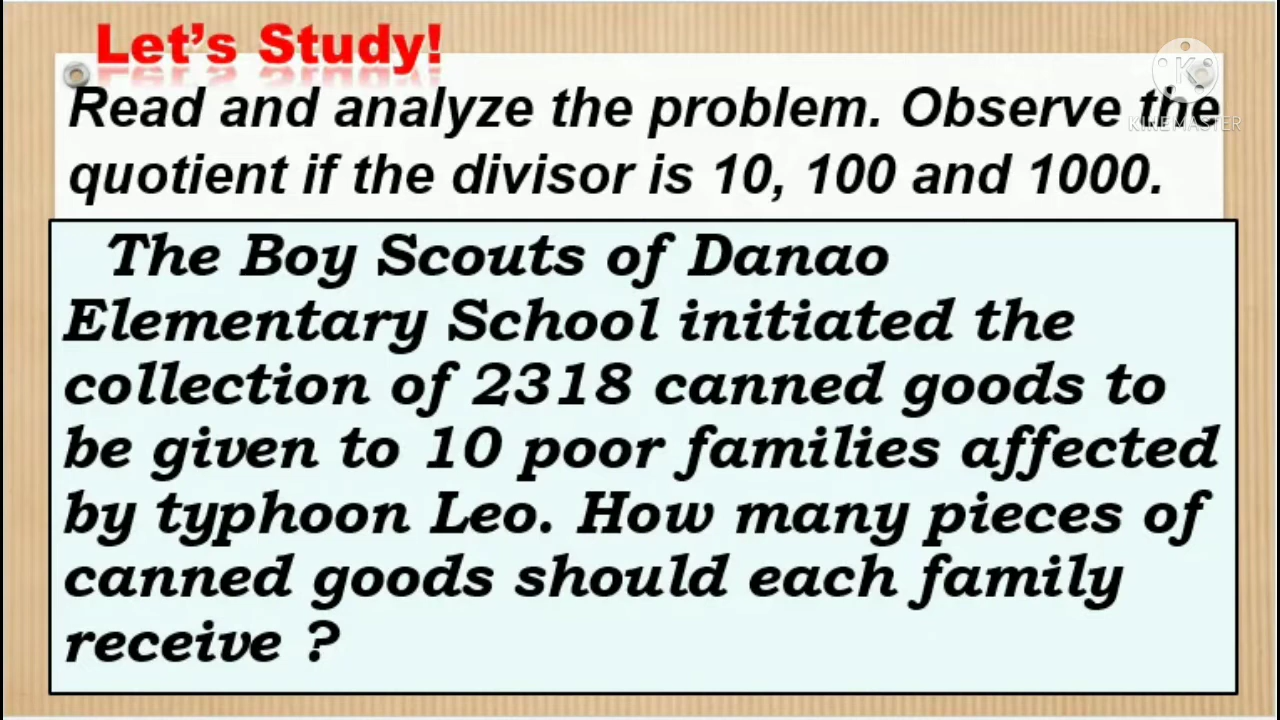 Let's Study!
Read and analyze the problem. Observe the
quotient if the divisor is 10, 100 and 1000.
The Boy Scouts of Danao
Elementary School initiated the
collection of 2318 canned goods to
be given to 10 poor families affected
by typhoon Leo. How many pieces of
canned goods should each family
receive ?
K
KINEMASTER